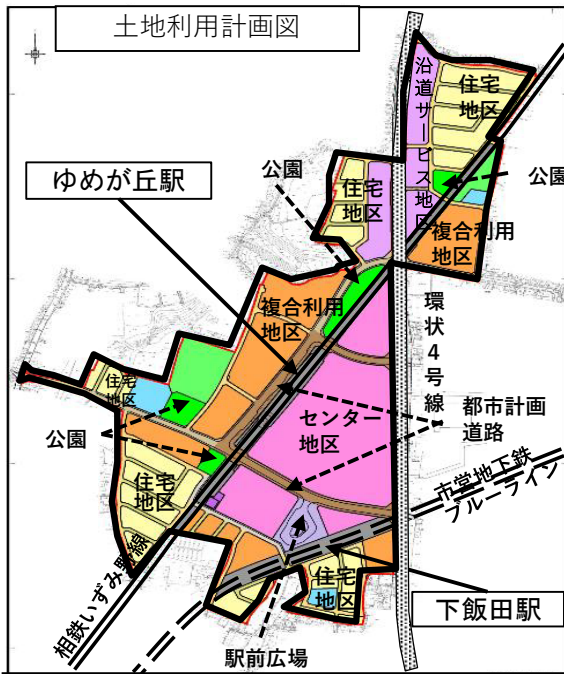 土地利用計画図
沿道サービス地区
住宅
地区
公園
公園
住宅
地区
ゆめが丘駅
複合利用
地区
複合利用
地区
環状4号線
住宅
地区
センター
地区
都市計画
道路
公園
住宅
地区
市営地下鉄
ブルーライン
相鉄いずみ野線
住宅
地区
下飯田駅
駅前広場